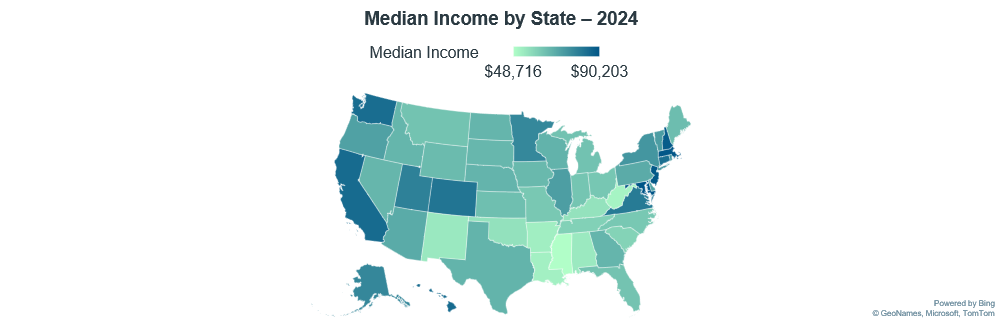 Median Income by State – 2024
Median Income
$48,716 $90,203
Powered by Bing
© GeoNames, Microsoft, TomTom